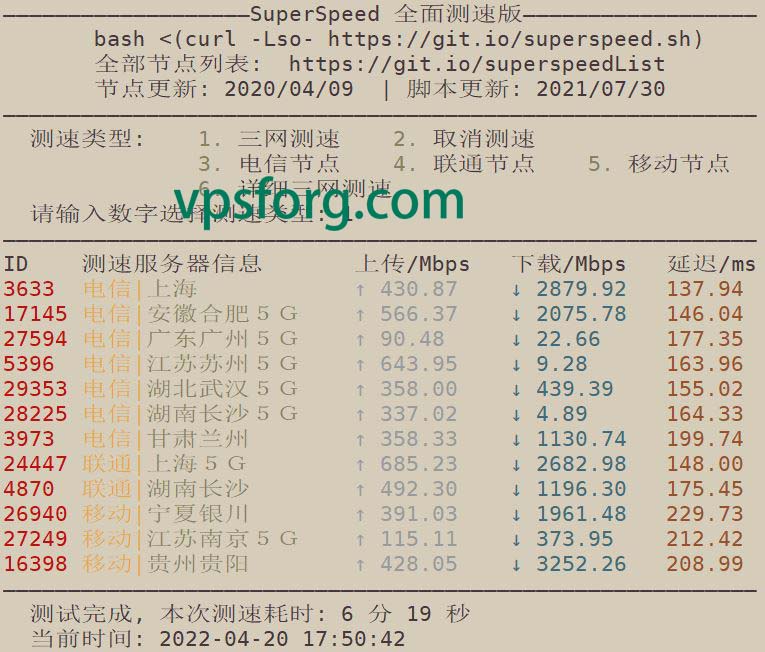 SuperSpeed 全面测速版
bash <(curl -Lso- https://git.io/superspeed.sh)
全部节点列表: https://git.io/superspeedList
节点更新: 2020/04/09 | 脚本更新: 2021/07/30
测速类型: 1. 三网测速 2. 取消测速
3. 电信节点 4. 联通节点 5. 移动节点
6. 详细三网测速
vpsforg.com
请输入数字选择测速类型: 1
ID 测速服务器信息 上传/Mbps 下载/Mbps 延迟/ms
3633 电信|上海 ↑ 430.87 ↓ 2879.92 137.94
17145 电信|安徽合肥５Ｇ ↑ 566.37 ↓ 2075.78 146.04
27594 电信|广东广州５Ｇ ↑ 90.48 ↓ 22.66 177.35
5396 电信|江苏苏州５Ｇ ↑ 643.95 ↓ 9.28 163.96
29353 电信|湖北武汉５Ｇ ↑ 358.00 ↓ 439.39 155.02
28225 电信|湖南长沙５Ｇ ↑ 337.02 ↓ 4.89 164.33
3973 电信|甘肃兰州 ↑ 358.33 ↓ 1130.74 199.74
24447 联通|上海５Ｇ ↑ 685.23 ↓ 2682.98 148.00
4870 联通|湖南长沙 ↑ 492.30 ↓ 1196.30 175.45
26940 移动|宁夏银川 ↑ 391.03 ↓ 1961.48 229.73
27249 移动|江苏南京５Ｇ ↑ 115.11 ↓ 373.95 212.42
16398 移动|贵州贵阳 ↑ 428.05 ↓ 3252.26 208.99
测试完成, 本次测速耗时: 6 分 19 秒
当前时间: 2022-04-20 17:50:42